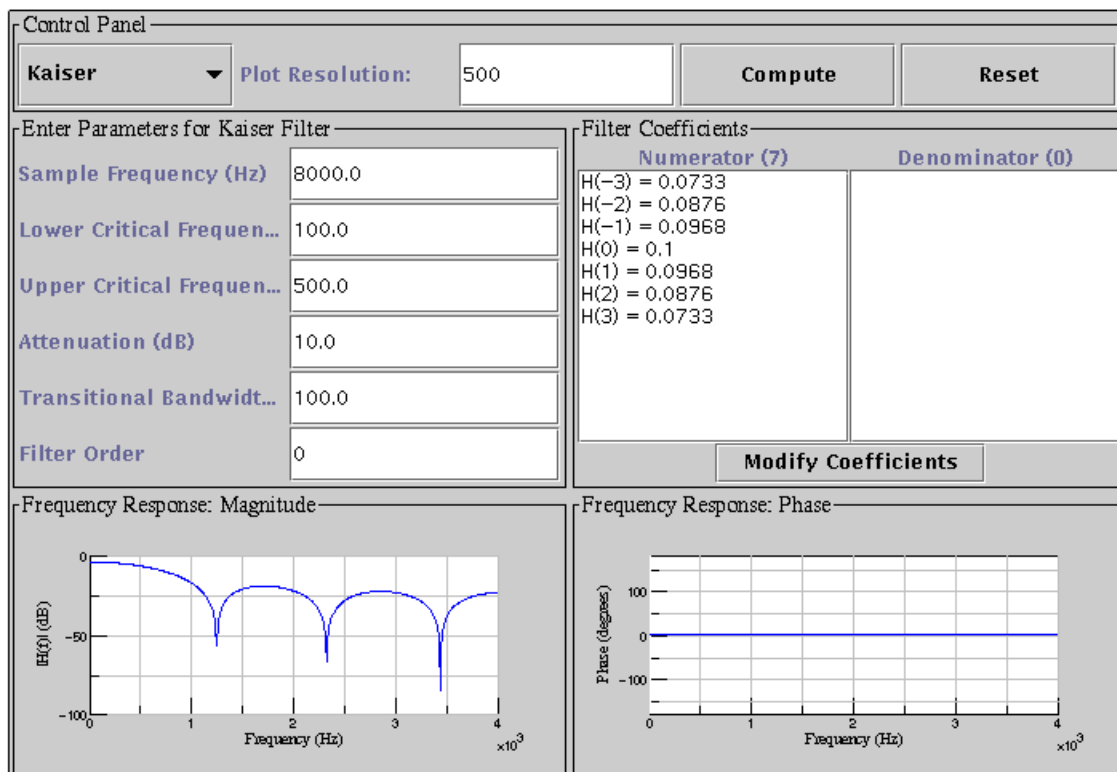 Control Panel
Kaiser
Plot Resolution:
500
Compute
Reset
Enter Parameters for Kaiser Filter
Sample Frequency (Hz)
8000.0
Lower Critical Frequen...
100.0
Upper Critical Frequen...
500.0
Attenuation (dB)
10.0
Transitional Bandwidt...
100.0
Filter Order
0
Filter Coefficients
Numerator (7)
Denominator (0)
H(-3) = 0.0733
H(-2) = 0.0876
H(-1) = 0.0968
H(0) = 0.1
H(1) = 0.0968
H(2) = 0.0876
H(3) = 0.0733
Modify Coefficients
Frequency Response: Magnitude
0
-50
-100
|H(f)| (dB)
0 1 2 3 4
Frequency (Hz)
×10³
Frequency Response: Phase
100
0
-100
Phase (degrees)
0 1 2 3 4
Frequency (Hz)
×10³